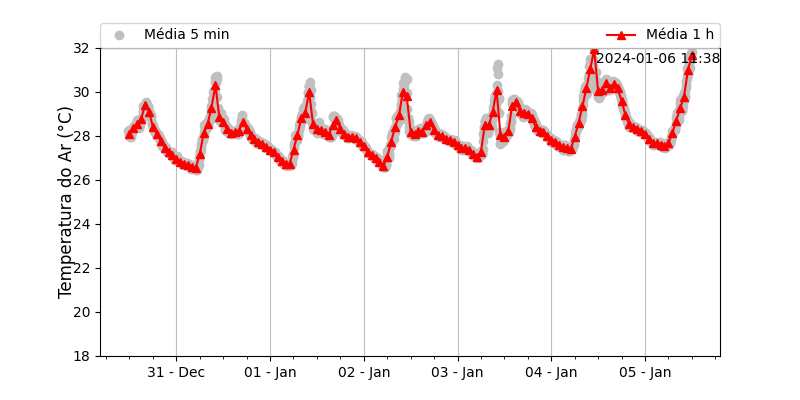 Média 5 min
Média 1 h
2024-01-06 11:38
Temperatura do Ar (°C)
32
30
28
26
24
22
20
18
31 - Dec
01 - Jan
02 - Jan
03 - Jan
04 - Jan
05 - Jan